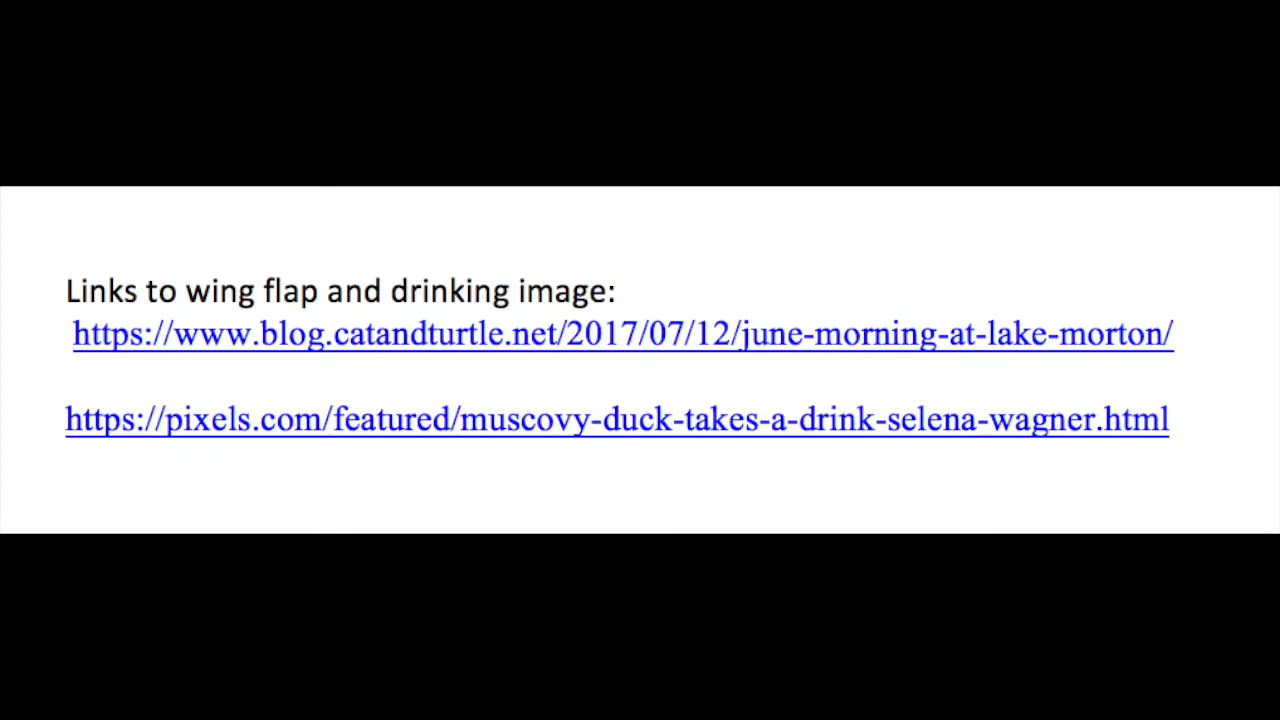 Links to wing flap and drinking image:
https://www.blog.catandturtle.net/2017/07/12/june-morning-at-lake-morton/
https://pixels.com/featured/muscovy-duck-takes-a-drink-selena-wagner.html